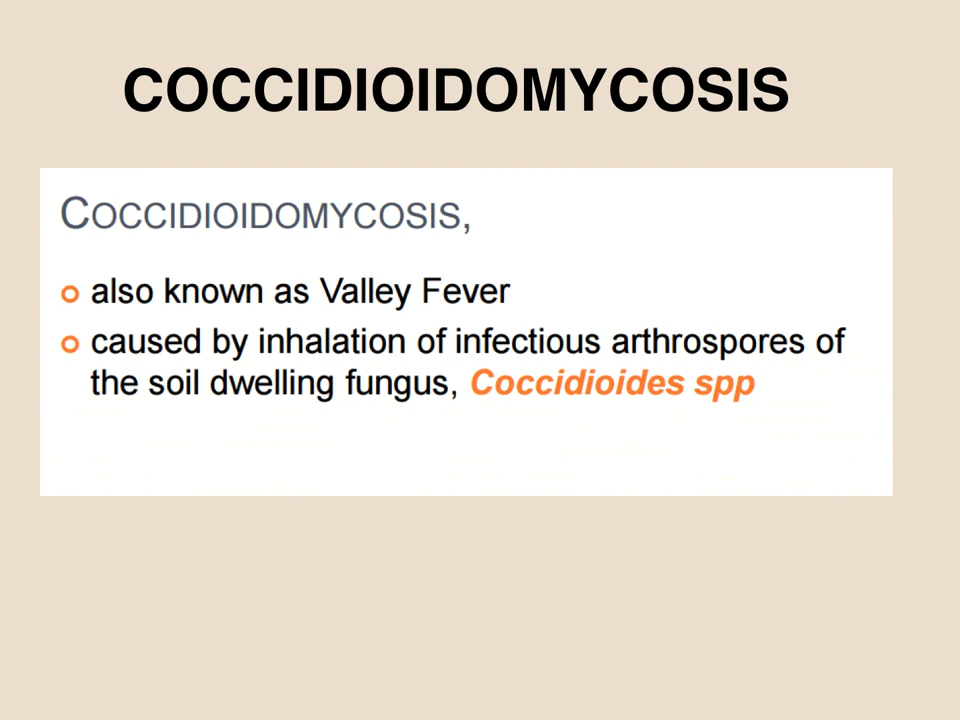 COCCIDIOIDOMYCOSIS
COCCIDIOIDOMYCOSIS,
also known as Valley Fever
caused by inhalation of infectious arthrospores of
the soil dwelling fungus, Coccidioides spp